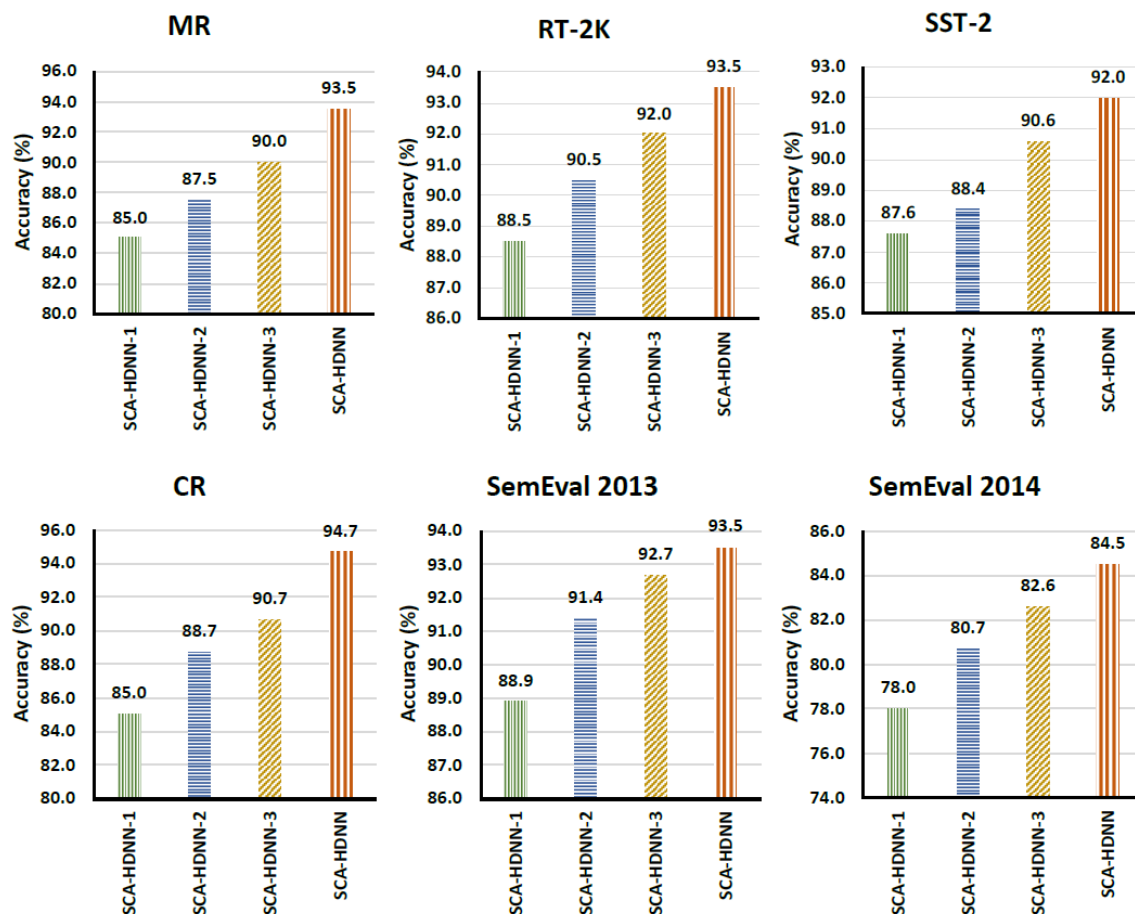 MR
Accuracy (%)
96.0
94.0
92.0
90.0
88.0
86.0
84.0
82.0
80.0
85.0
87.5
90.0
93.5
SCA-HDNN-1
SCA-HDNN-2
SCA-HDNN-3
SCA-HDNN
RT-2K
Accuracy (%)
94.0
93.0
92.0
91.0
90.0
89.0
88.0
87.0
86.0
88.5
90.5
92.0
93.5
SCA-HDNN-1
SCA-HDNN-2
SCA-HDNN-3
SCA-HDNN
SST-2
Accuracy (%)
93.0
92.0
91.0
90.0
89.0
88.0
87.0
86.0
85.0
87.6
88.4
90.6
92.0
SCA-HDNN-1
SCA-HDNN-2
SCA-HDNN-3
SCA-HDNN
CR
Accuracy (%)
96.0
94.0
92.0
90.0
88.0
86.0
84.0
82.0
80.0
85.0
88.7
90.7
94.7
SCA-HDNN-1
SCA-HDNN-2
SCA-HDNN-3
SCA-HDNN
SemEval 2013
Accuracy (%)
94.0
93.0
92.0
91.0
90.0
89.0
88.0
87.0
86.0
88.9
91.4
92.7
93.5
SCA-HDNN-1
SCA-HDNN-2
SCA-HDNN-3
SCA-HDNN
SemEval 2014
Accuracy (%)
86.0
84.0
82.0
80.0
78.0
76.0
74.0
78.0
80.7
82.6
84.5
SCA-HDNN-1
SCA-HDNN-2
SCA-HDNN-3
SCA-HDNN